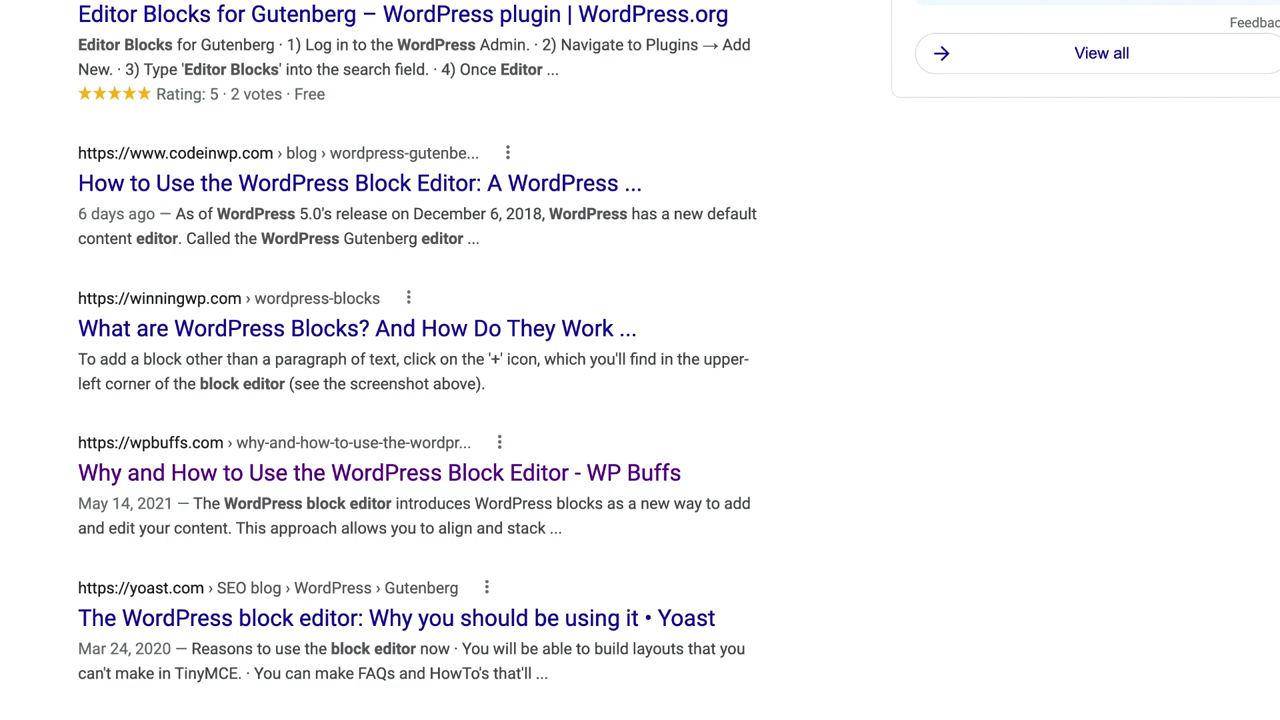 Editor Blocks for Gutenberg – WordPress plugin | WordPress.org
Editor Blocks for Gutenberg · 1) Log in to the WordPress Admin. · 2) Navigate to Plugins → Add
New. · 3) Type 'Editor Blocks' into the search field. · 4) Once Editor ...
★★★★★ Rating: 5 · 2 votes · Free
https://www.codeinwp.com › blog › wordpress-gutenbe...
How to Use the WordPress Block Editor: A WordPress ...
6 days ago — As of WordPress 5.0's release on December 6, 2018, WordPress has a new default
content editor. Called the WordPress Gutenberg editor ...
https://winningwp.com › wordpress-blocks
What are WordPress Blocks? And How Do They Work ...
To add a block other than a paragraph of text, click on the '+' icon, which you'll find in the upper-
left corner of the block editor (see the screenshot above).
https://wpbuffs.com › why-and-how-to-use-the-wordpr...
Why and How to Use the WordPress Block Editor - WP Buffs
May 14, 2021 — The WordPress block editor introduces WordPress blocks as a new way to add
and edit your content. This approach allows you to align and stack ...
https://yoast.com › SEO blog › WordPress › Gutenberg
The WordPress block editor: Why you should be using it • Yoast
Mar 24, 2020 — Reasons to use the block editor now · You will be able to build layouts that you
can't make in TinyMCE. · You can make FAQs and HowTo's that'll ...
Feedbac
→ View all